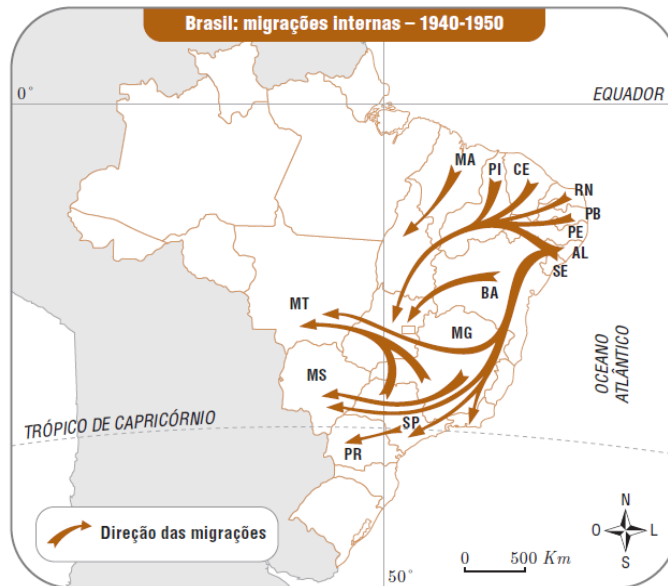 Brasil: migrações internas – 1940-1950
0°
EQUADOR
MA
PI
CE
RN
PB
PE
AL
SE
BA
MT
MG
MS
OCEANO
ATLÂNTICO
TRÓPICO DE CAPRICÓRNIO
SP
PR
Direção das migrações
N
O
L
S
0
500 Km
50°